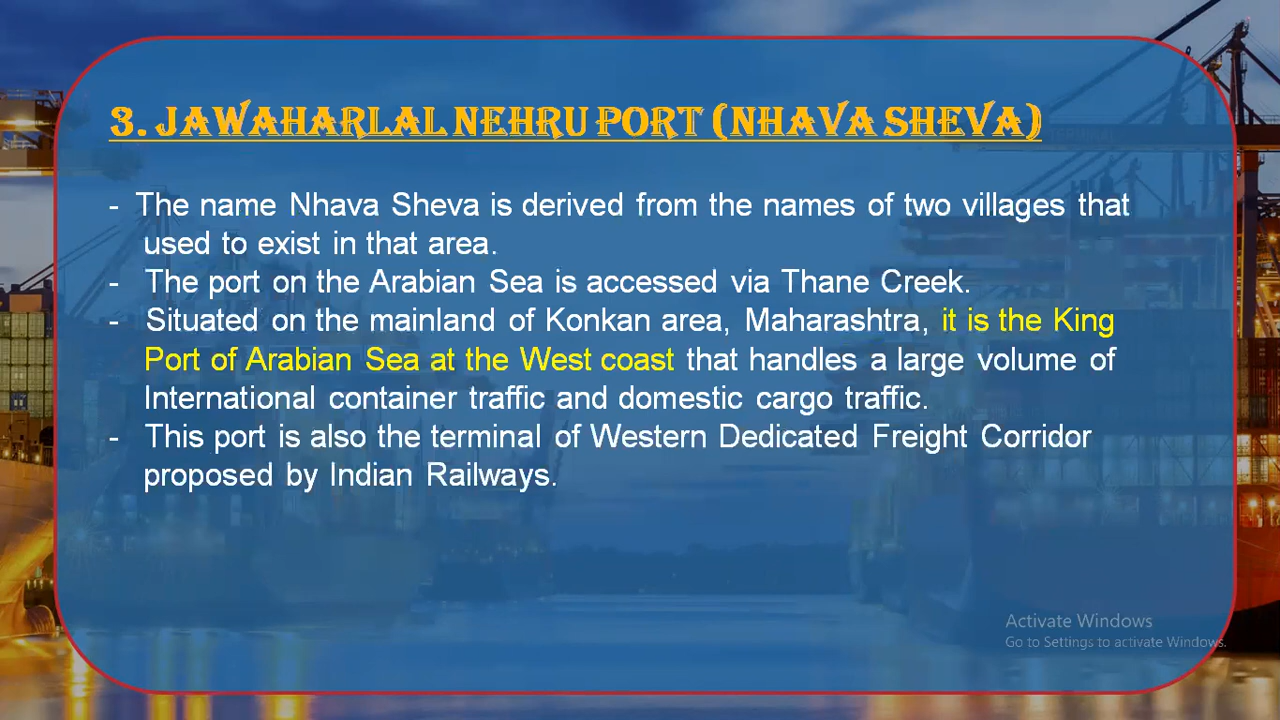 3. JAWAHARLAL NEHRU PORT (NHAVA SHEVA)
- The name Nhava Sheva is derived from the names of two villages that
used to exist in that area.
- The port on the Arabian Sea is accessed via Thane Creek.
- Situated on the mainland of Konkan area, Maharashtra, it is the King
Port of Arabian Sea at the West coast that handles a large volume of
International container traffic and domestic cargo traffic.
- This port is also the terminal of Western Dedicated Freight Corridor
proposed by Indian Railways.
Activate Windows
Go to Settings to activate Windows.